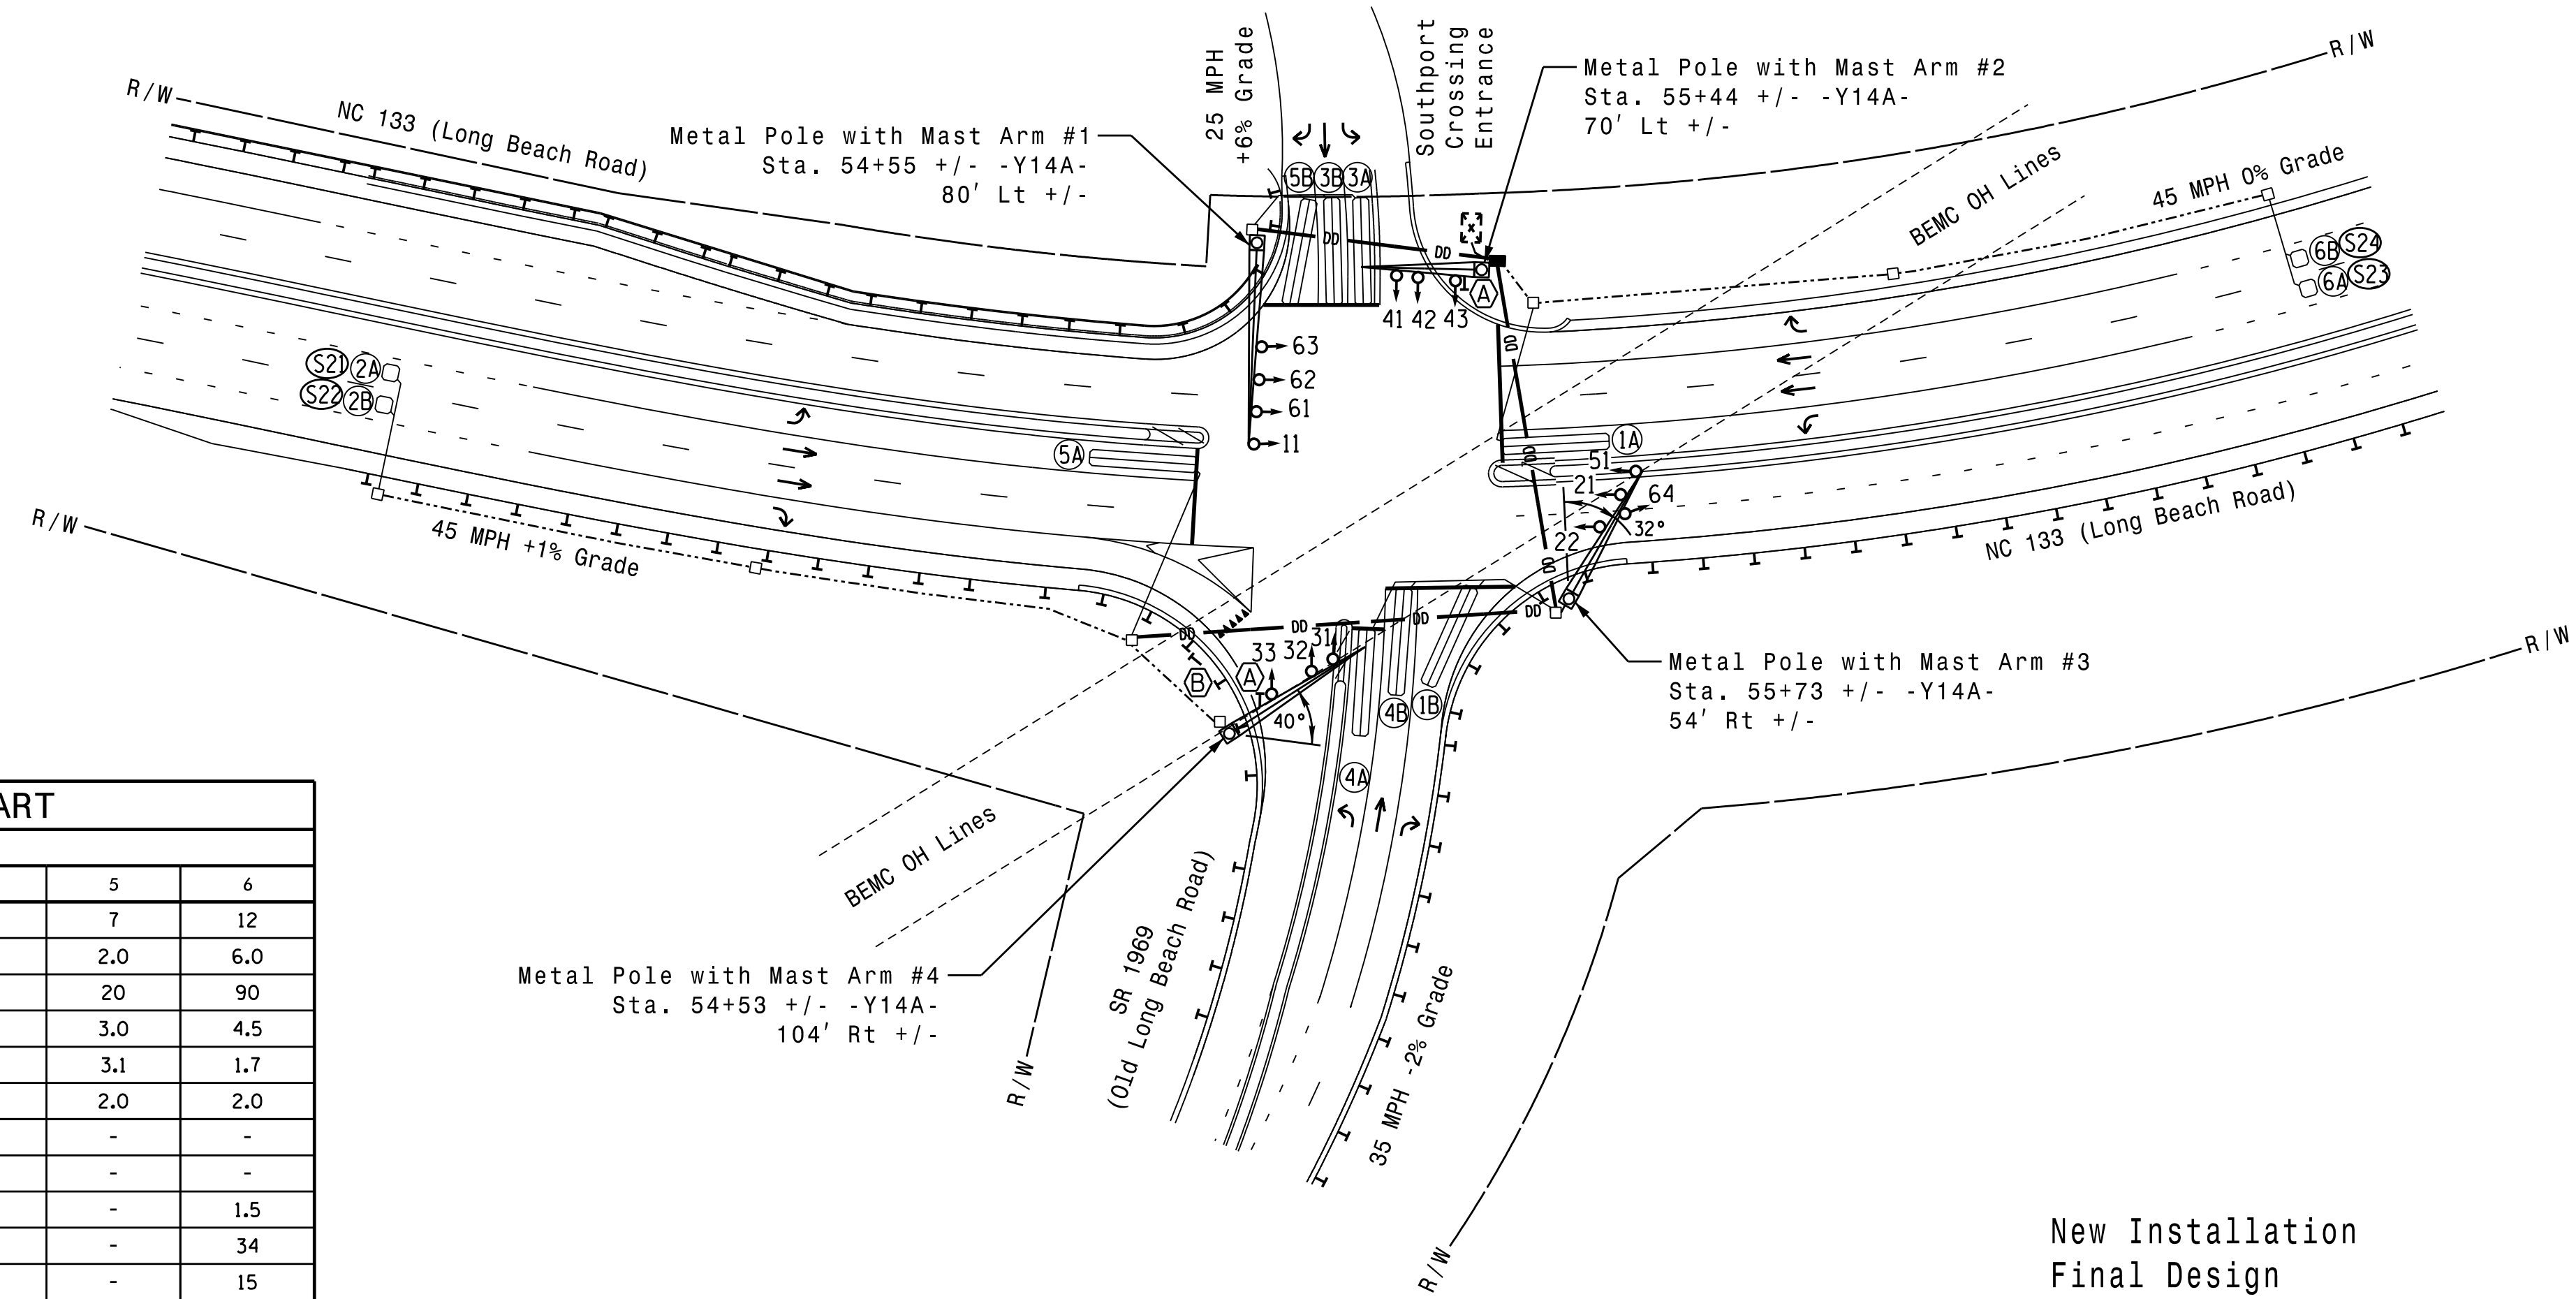 25 MPH
+6% Grade
Southport
Crossing
Entrance
R/W
NC 133 (Long Beach Road)
Metal Pole with Mast Arm #1
Sta. 54+55 +/- -Y14A-
80' Lt +/-
Metal Pole with Mast Arm #2
Sta. 55+44 +/- -Y14A-
70' Lt +/-
R/W
BEMC OH Lines
45 MPH 0% Grade
5B 3B 3A
DD
DD
A
41 42 43
6B S24
6A S23
63
62
61
11
DD
DD
DD
S21 2A
S22 2B
5A
1A
51
21
64
22
32°
R/W
45 MPH +1% Grade
NC 133 (Long Beach Road)
DD
DD
DD
DD
33 32 31
B
A
40°
4B 1B
4A
Metal Pole with Mast Arm #3
Sta. 55+73 +/- -Y14A-
54' Rt +/-
R/W
BEMC OH Lines
Metal Pole with Mast Arm #4
Sta. 54+53 +/- -Y14A-
104' Rt +/-
R/W
SR 1969
(Old Long Beach Road)
35 MPH -2% Grade
R/W
ART
5 6
7 12
2.0 6.0
20 90
3.0 4.5
3.1 1.7
2.0 2.0
- -
- -
- 1.5
- 34
- 15
New Installation
Final Design